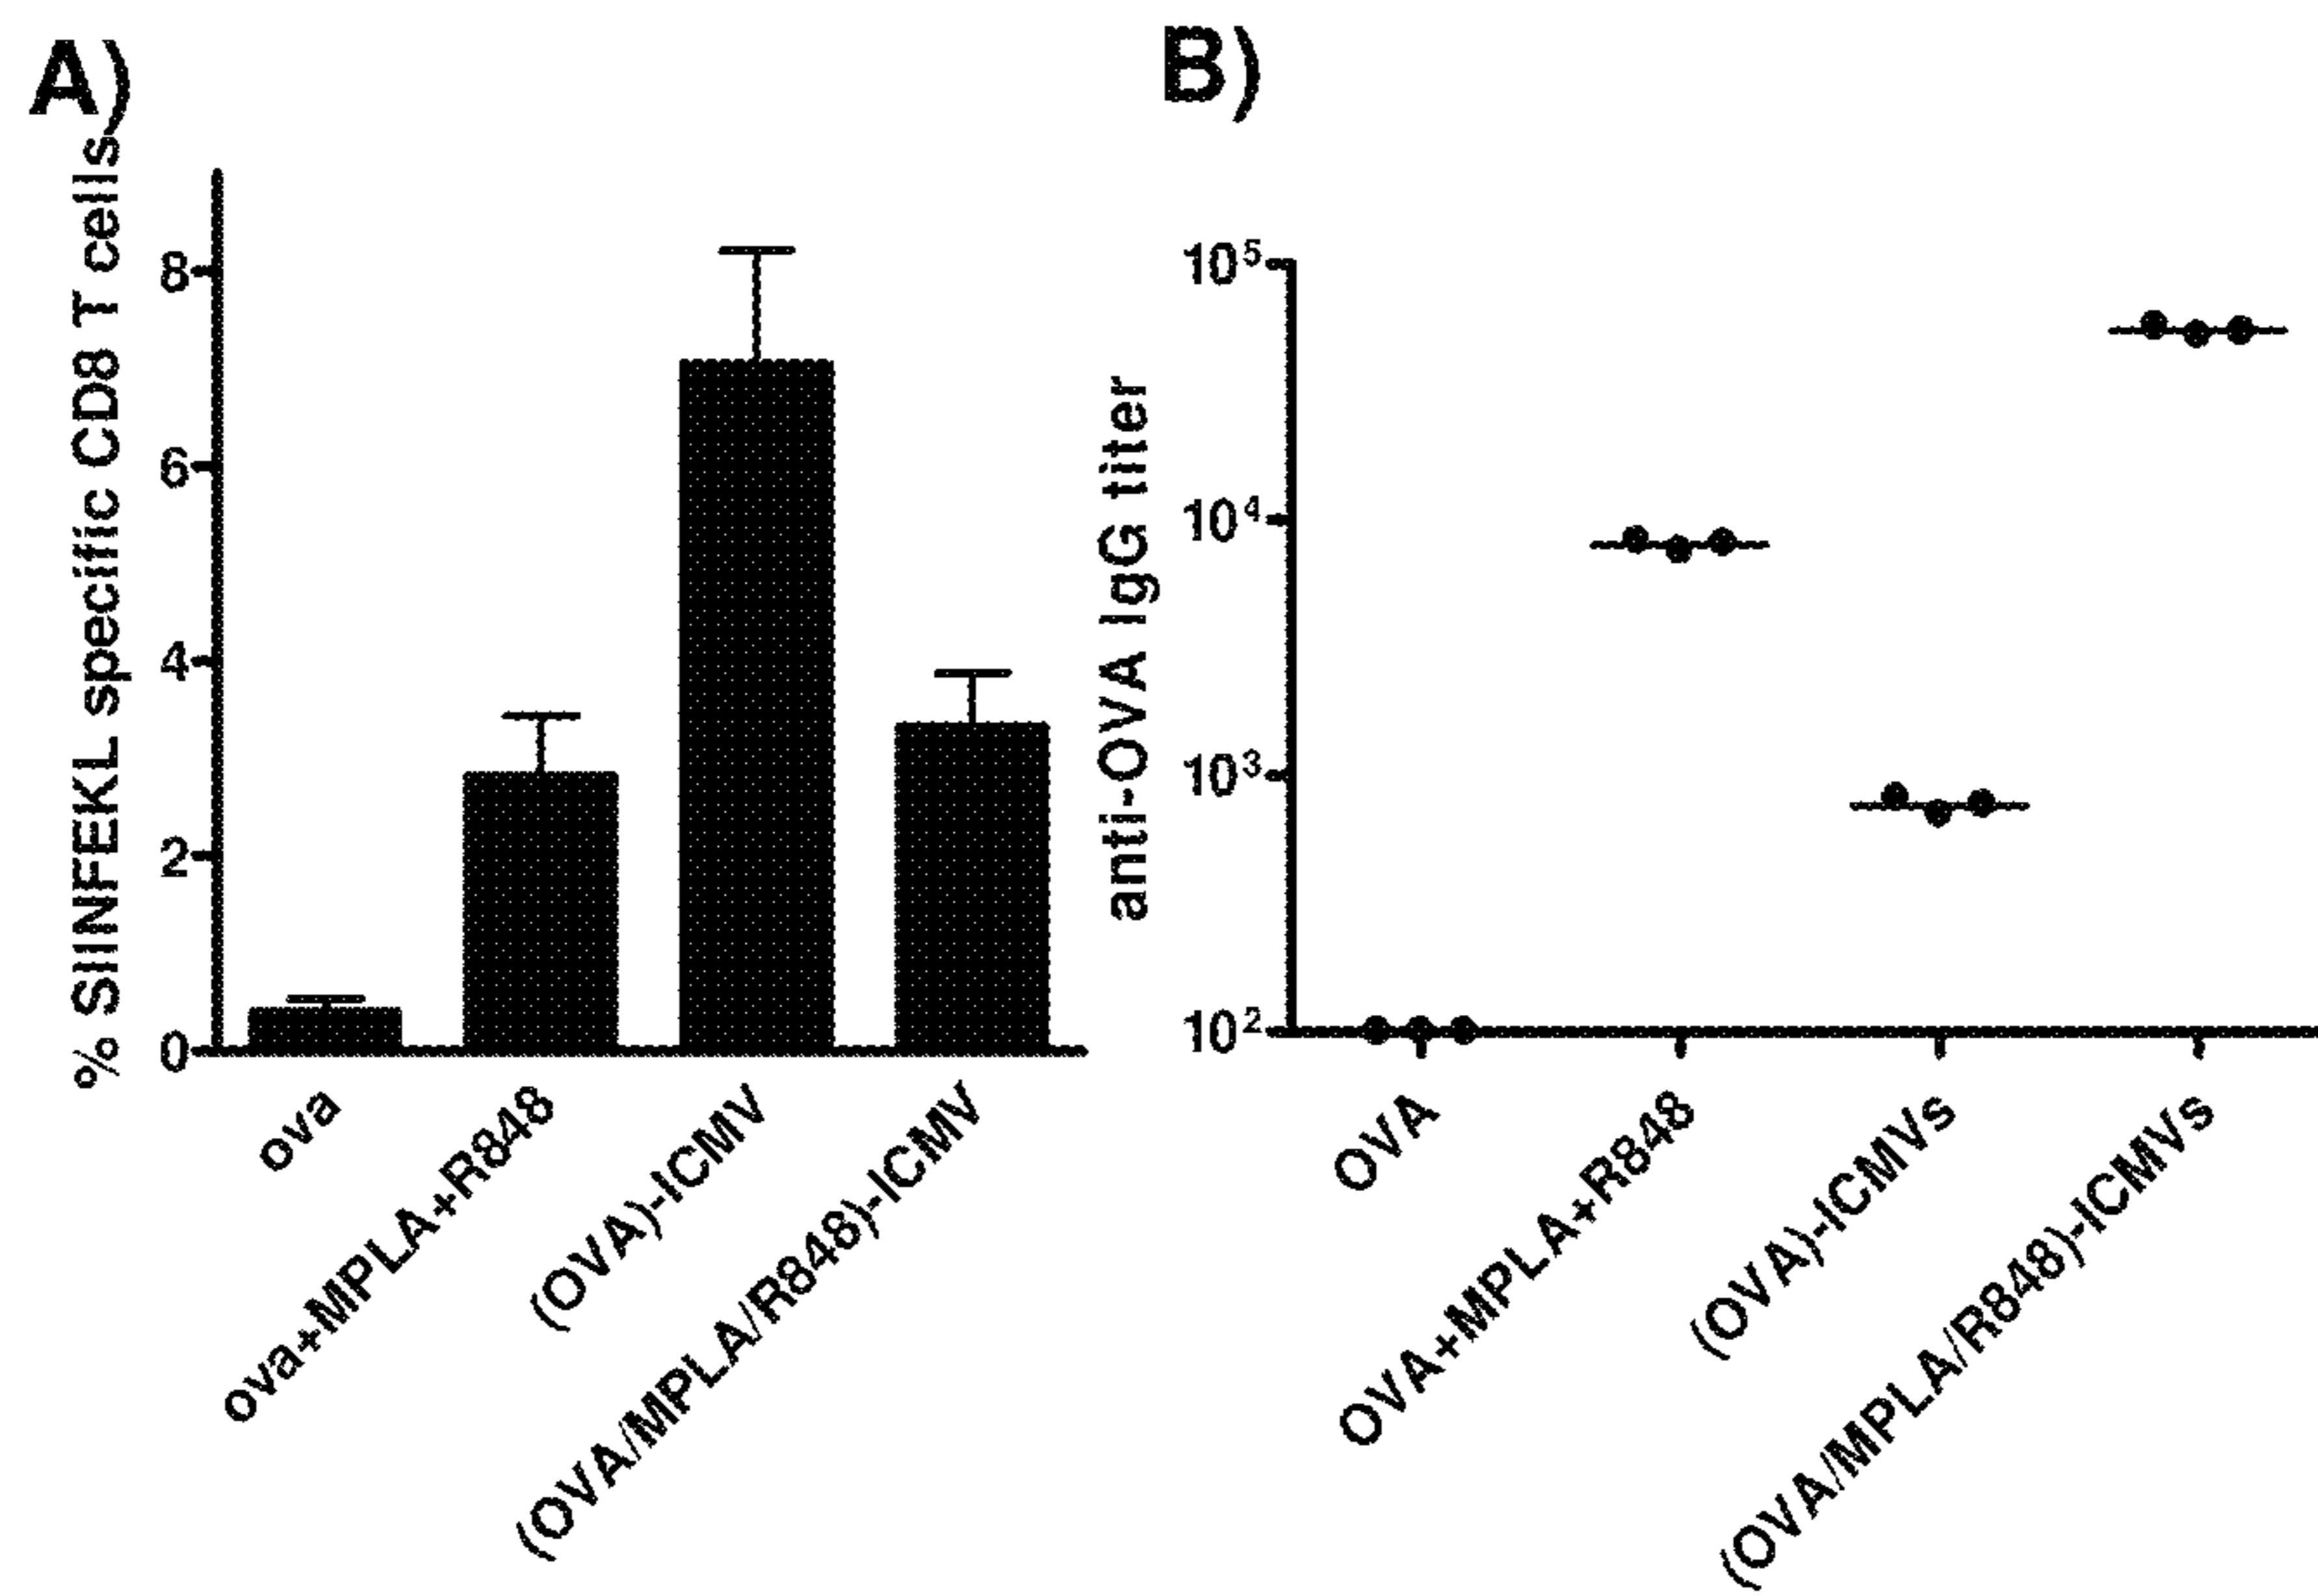 A)
% SIINFEKL specific CD8 T cells
8
6
4
2
0
ova
ova+MPLA+R848
(OVA)-ICMV
(OVA/MPLA/R848)-ICMV
B)
anti-OVA IgG titer
10⁵
10⁴
10³
10²
OVA
OVA+MPLA+R848
(OVA)-ICMVs
(OVA/MPLA/R848)-ICMVs